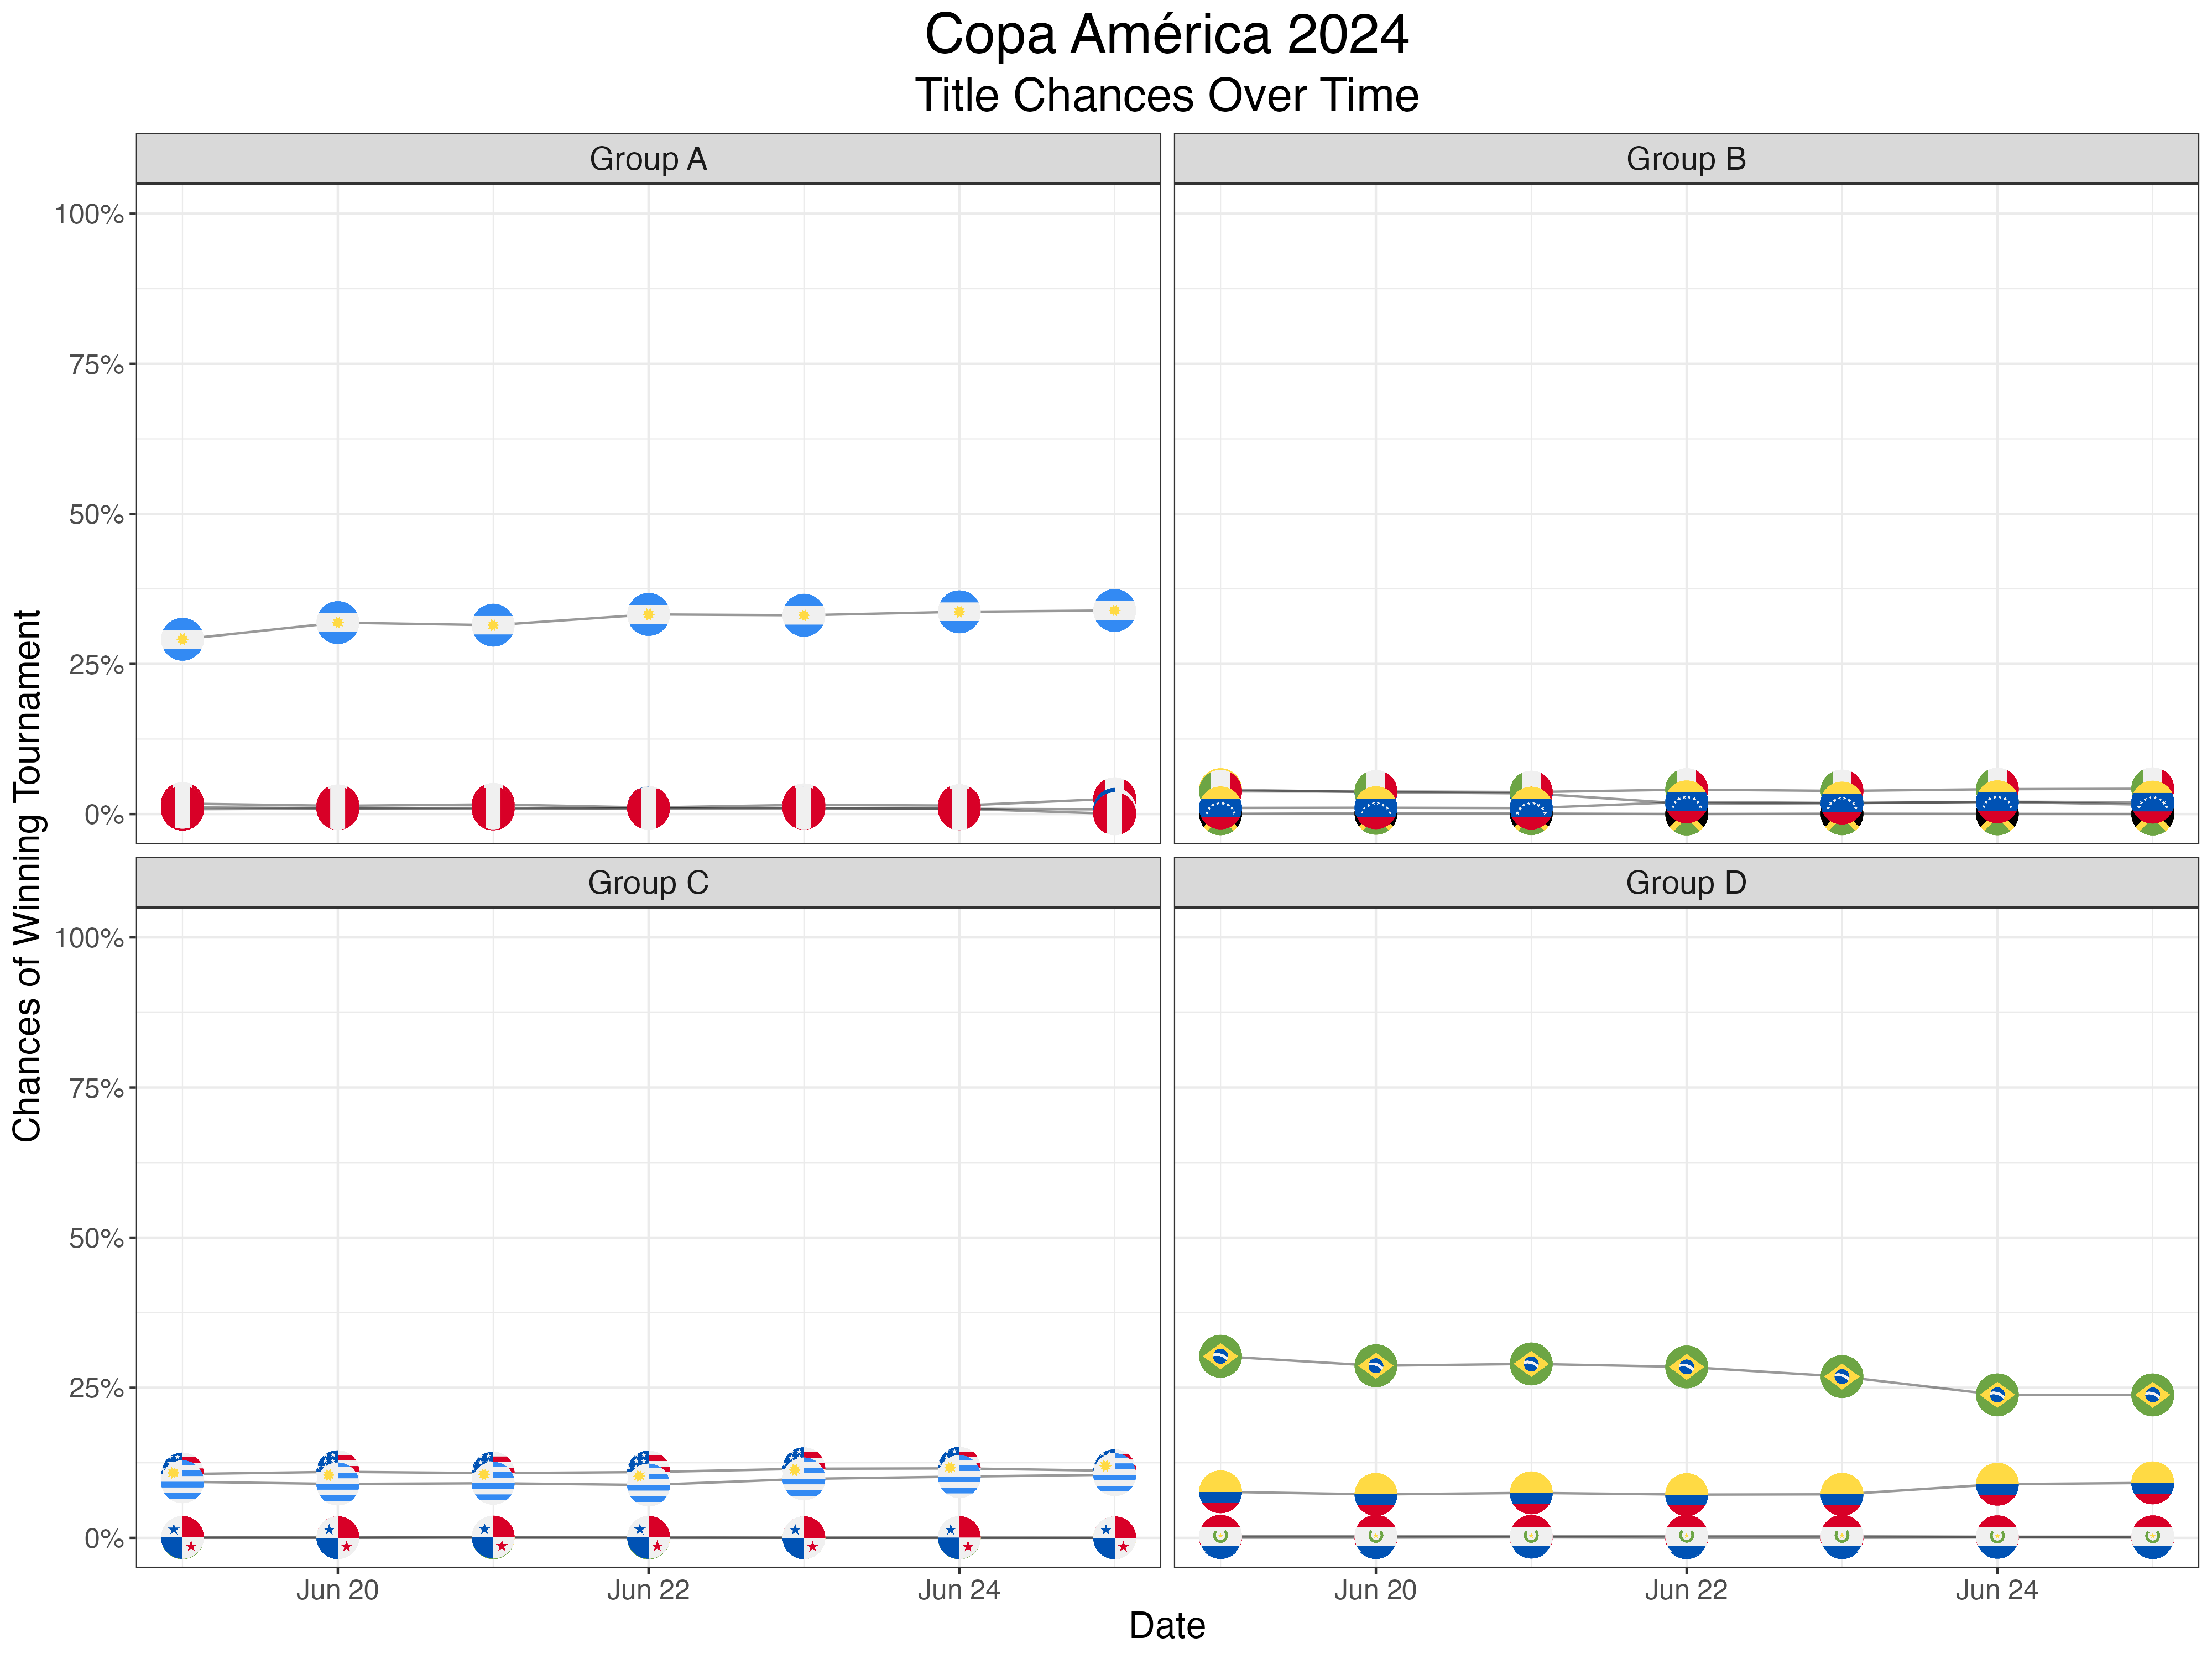 Copa América 2024
Title Chances Over Time
Group A
Group B
100%
75%
50%
25%
0%
Group C
Group D
100%
75%
50%
25%
0%
Jun 20
Jun 22
Jun 24
Jun 20
Jun 22
Jun 24
Date
Chances of Winning Tournament